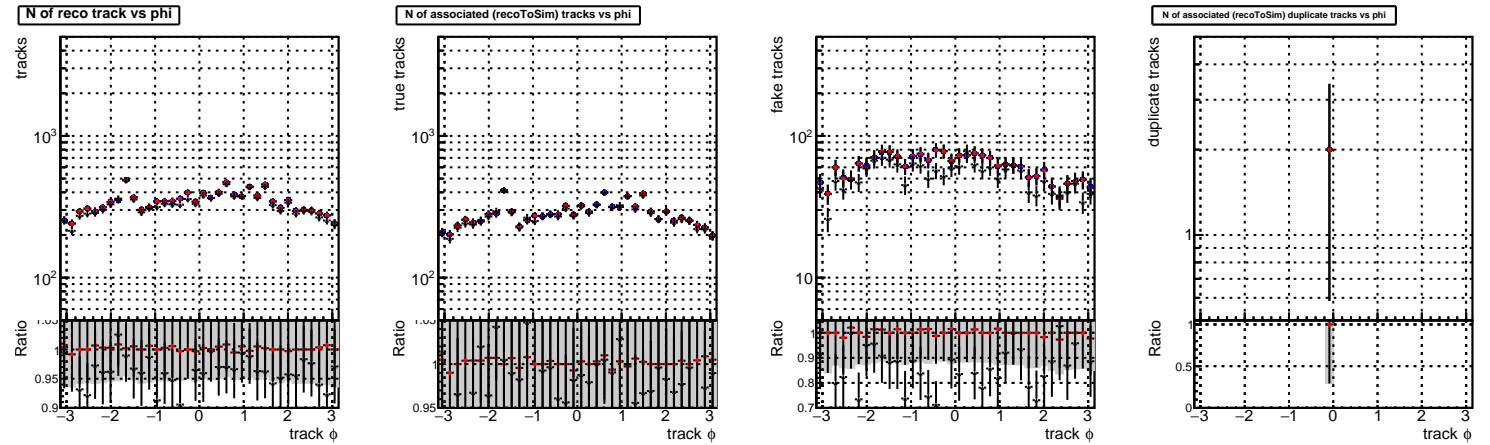 N of reco track vs phi
tracks
10³
10²
Ratio
1.05
1
0.95
0.9
−3 −2 −1 0 1 2 3
track ϕ
N of associated (recoToSim) tracks vs phi
true tracks
10³
10²
Ratio
1.05
1
0.95
−3 −2 −1 0 1 2 3
track ϕ
fake tracks
10²
10
Ratio
1
0.9
0.8
0.7
−3 −2 −1 0 1 2 3
track ϕ
N of associated (recoToSim) duplicate tracks vs phi
duplicate tracks
1
Ratio
1
0.5
0
−3 −2 −1 0 1 2 3
track ϕ